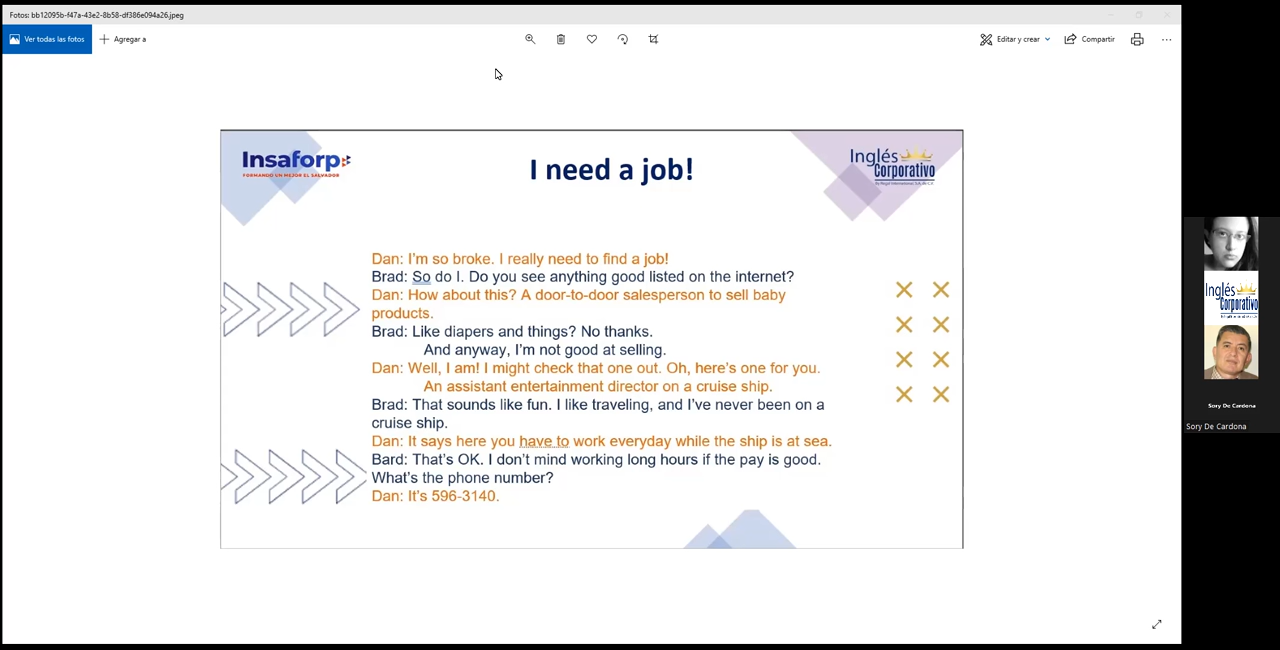 Fotos: bb12095b-f47a-43e2-8b58-df386e094a26.jpeg
Ver todas las fotos
Agregar a
Editar y crear
Compartir
Insaforp
FORMANDO UN MEJOR EL SALVADOR
I need a job!
Inglés
Corporativo
Dan: I'm so broke. I really need to find a job!
Brad: So do I. Do you see anything good listed on the internet?
Dan: How about this? A door-to-door salesperson to sell baby
products.
Brad: Like diapers and things? No thanks.
And anyway, I'm not good at selling.
Dan: Well, I am! I might check that one out. Oh, here's one for you.
An assistant entertainment director on a cruise ship.
Brad: That sounds like fun. I like traveling, and I've never been on a
cruise ship.
Dan: It says here you have to work everyday while the ship is at sea.
Bard: That's OK. I don't mind working long hours if the pay is good.
What's the phone number?
Dan: It's 596-3140.
Inglés
Corporativo
Sory De Cardona
Sory De Cardona